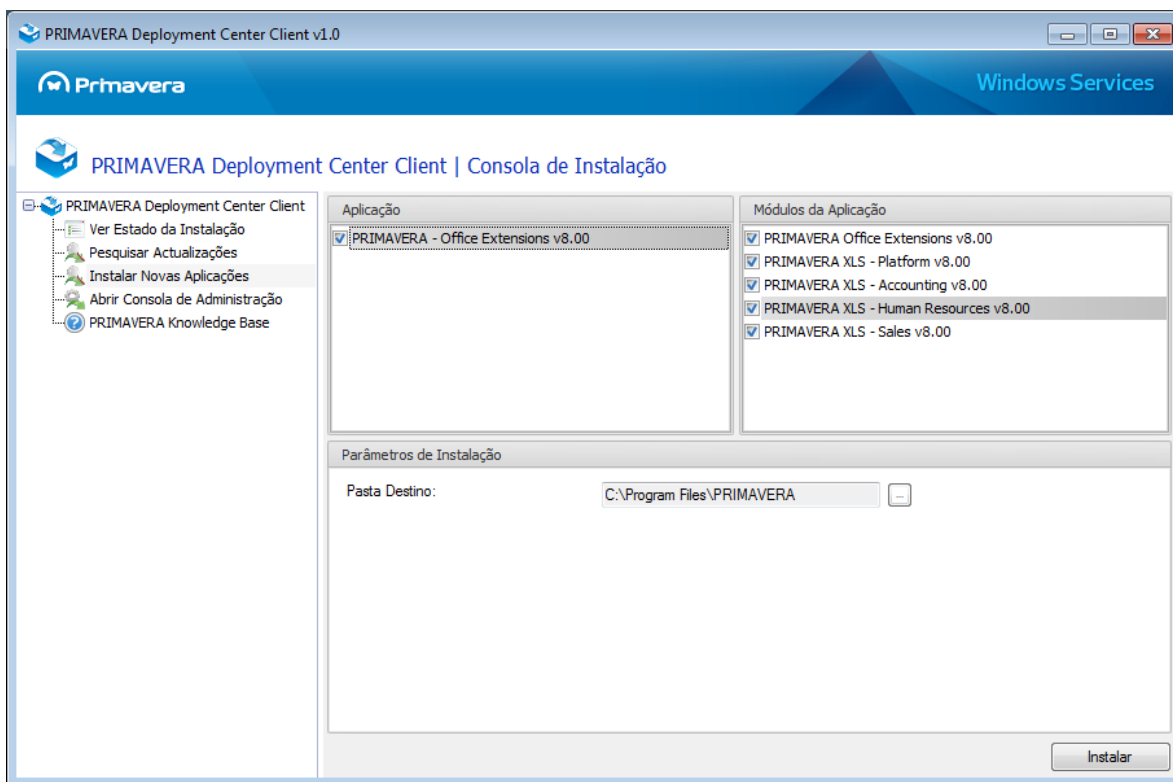 PRIMAVERA Deployment Center Client v1.0
Primavera
Windows Services
PRIMAVERA Deployment Center Client | Consola de Instalação
PRIMAVERA Deployment Center Client
Ver Estado da Instalação
Pesquisar Actualizações
Instalar Novas Aplicações
Abrir Consola de Administração
PRIMAVERA Knowledge Base
Aplicação
PRIMAVERA - Office Extensions v8.00
Módulos da Aplicação
PRIMAVERA Office Extensions v8.00
PRIMAVERA XLS - Platform v8.00
PRIMAVERA XLS - Accounting v8.00
PRIMAVERA XLS - Human Resources v8.00
PRIMAVERA XLS - Sales v8.00
Parâmetros de Instalação
Pasta Destino:
C:\Program Files\PRIMAVERA
...
Instalar